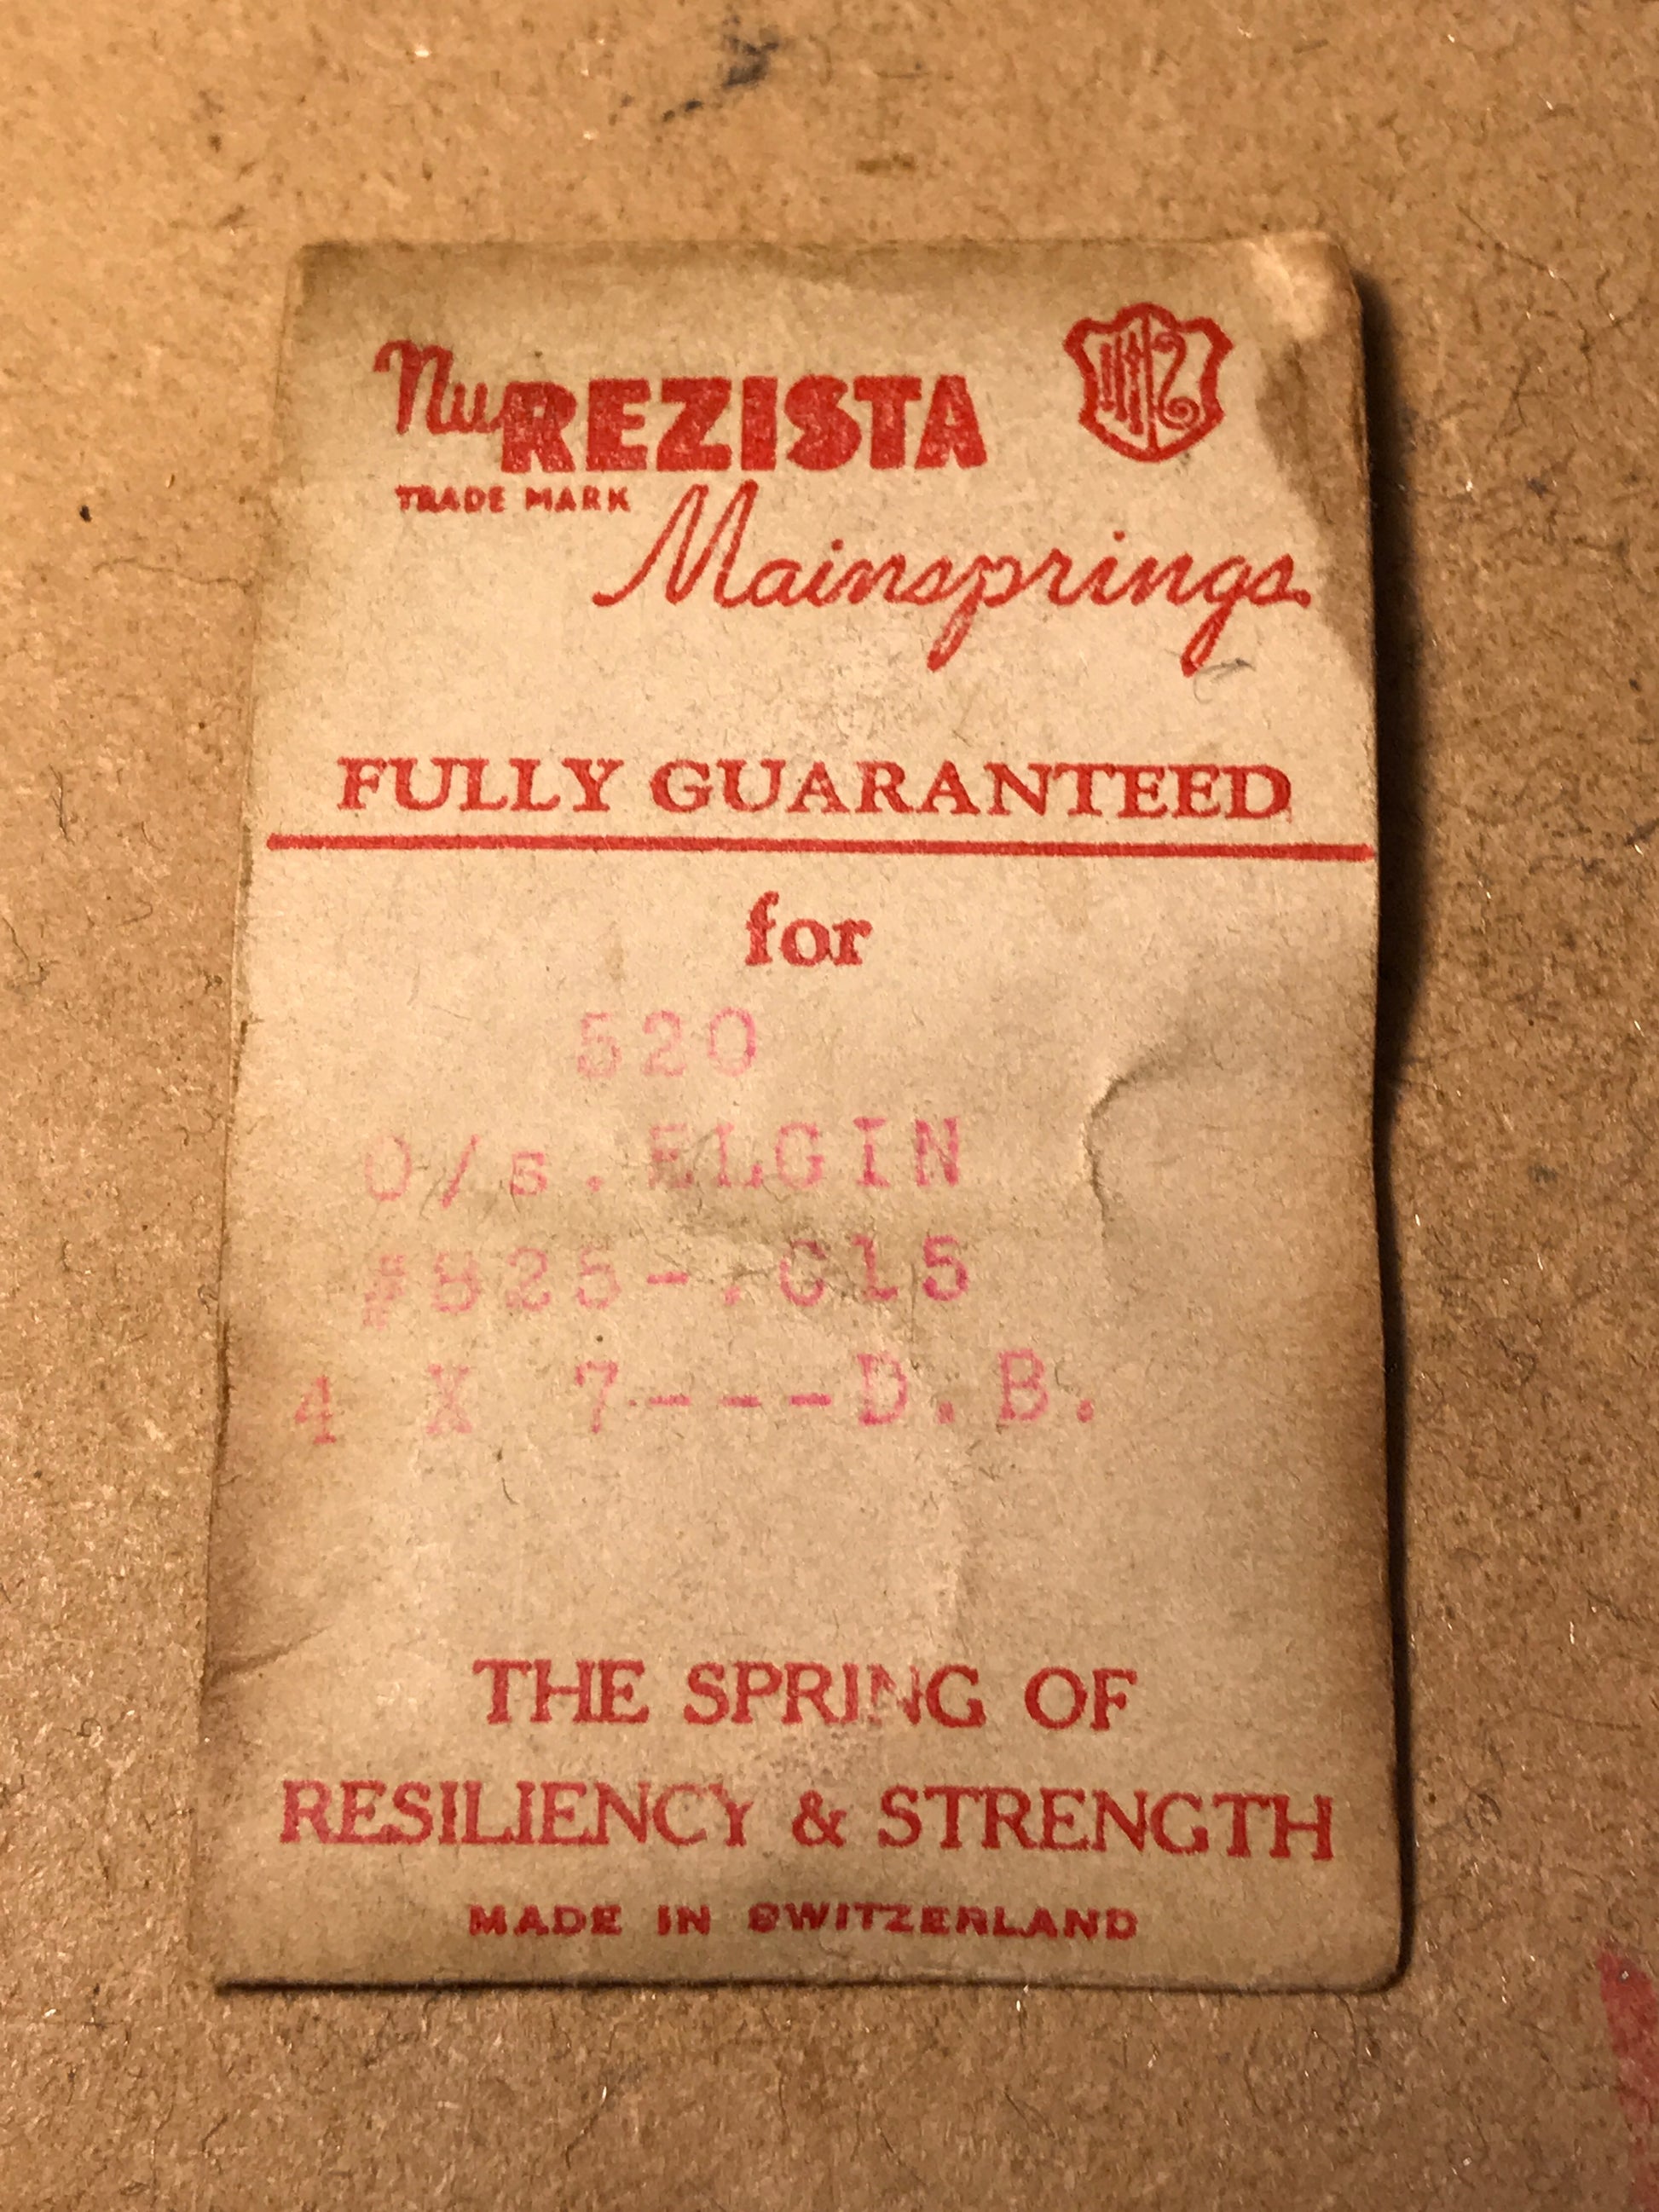 Nu REZISTA
TRADE MARK
Mainsprings
FULLY GUARANTEED
for
520
O/s. ELGIN
#825-.015
4 X 7---D.B.
THE SPRING OF
RESILIENCY & STRENGTH
MADE IN SWITZERLAND